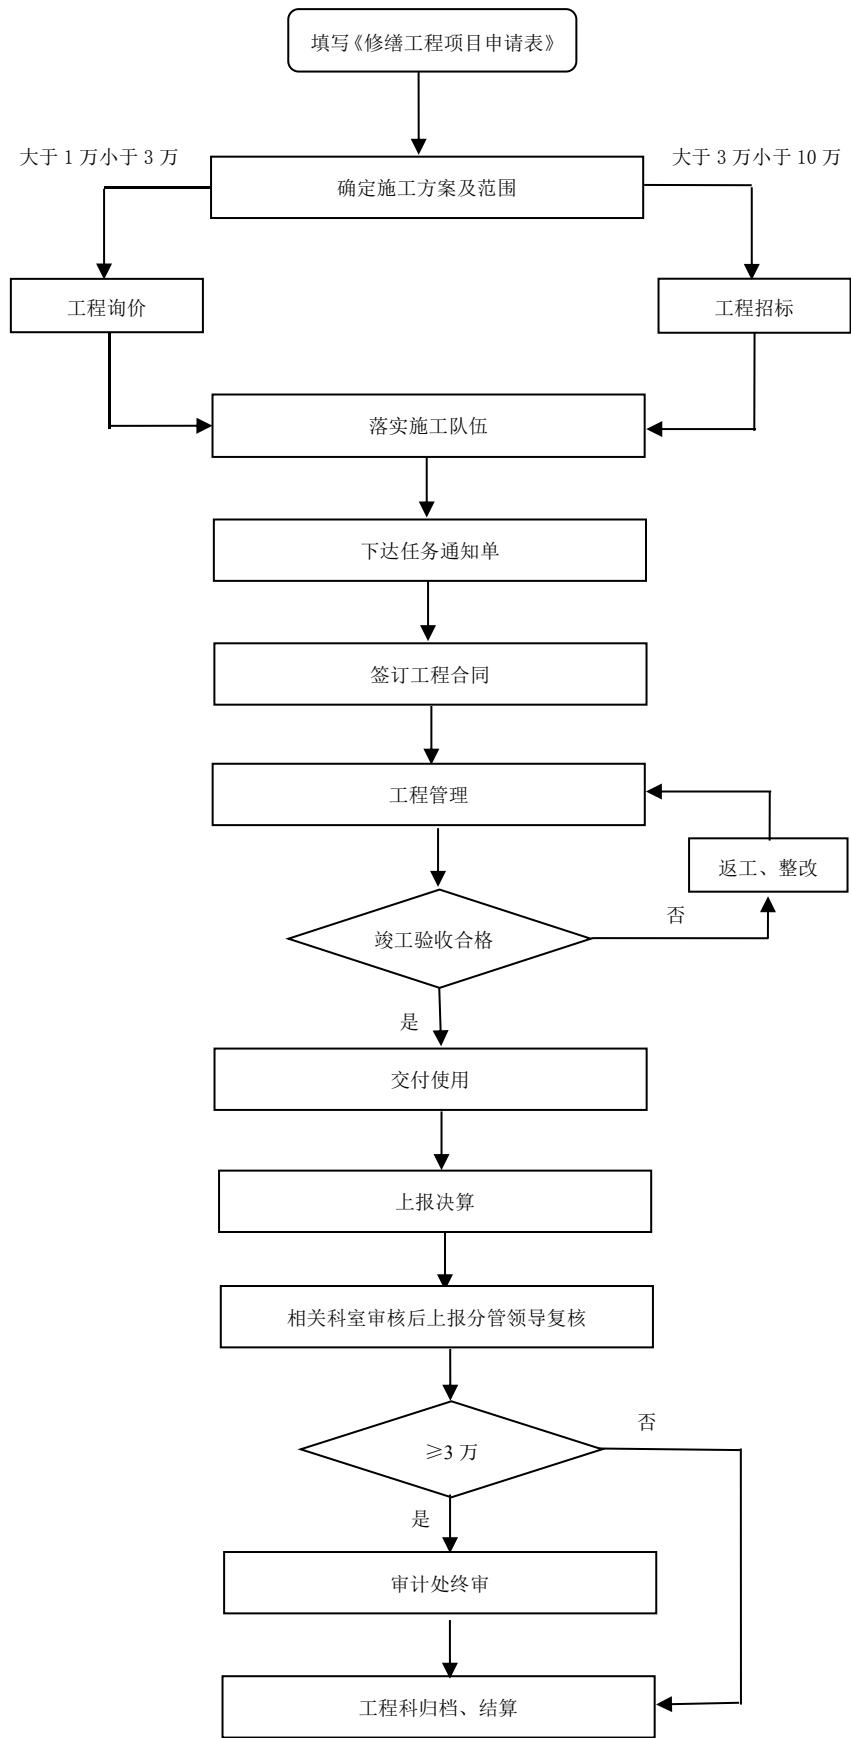 填写《修缮工程项目申请表》
大于 1 万小于 3 万
大于 3 万小于 10 万
确定施工方案及范围
工程询价
工程招标
落实施工队伍
下达任务通知单
签订工程合同
工程管理
返工、整改
否
竣工验收合格
是
交付使用
上报决算
相关科室审核后上报分管领导复核
否
≥3 万
是
审计处终审
工程科归档、结算